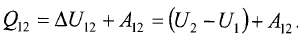 Q₁₂ = ΔU₁₂ + A₁₂ = (U₂ − U₁) + A₁₂.